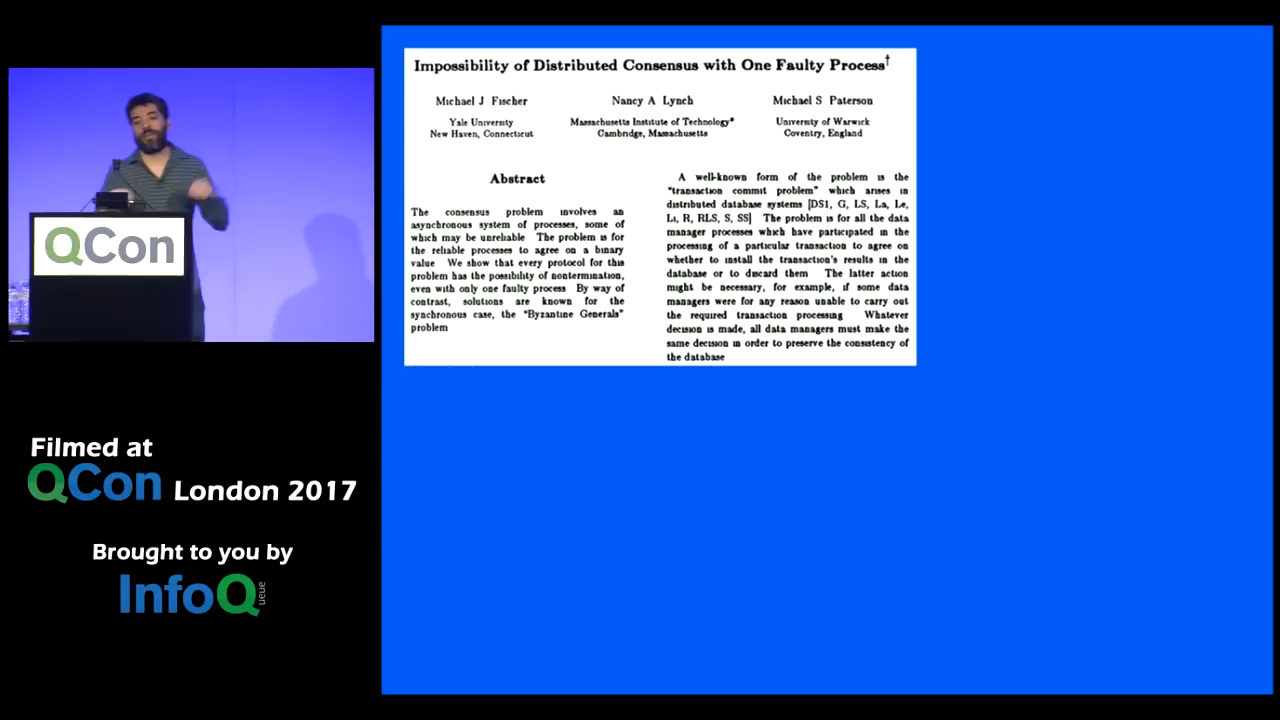 QCon
Filmed at
QCon London 2017
Brought to you by
InfoQ
ueue
Impossibility of Distributed Consensus with One Faulty Process†
Michael J Fischer
Yale University
New Haven, Connecticut
Nancy A Lynch
Massachusetts Institute of Technology*
Cambridge, Massachusetts
Michael S Paterson
University of Warwick
Coventry, England
Abstract
The consensus problem involves an
asynchronous system of processes, some of
which may be unreliable The problem is for
the reliable processes to agree on a binary
value We show that every protocol for this
problem has the possibility of nontermination,
even with only one faulty process By way of
contrast, solutions are known for the
synchronous case, the "Byzantine Generals"
problem
A well-known form of the problem is the
"transaction commit problem" which arises in
distributed database systems [DS1, G, LS, La, Le,
Li, R, RLS, S, SS] The problem is for all the data
manager processes which have participated in the
processing of a particular transaction to agree on
whether to install the transaction's results in the
database or to discard them The latter action
might be necessary, for example, if some data
managers were for any reason unable to carry out
the required transaction processing Whatever
decision is made, all data managers must make the
same decision in order to preserve the consistency of
the database